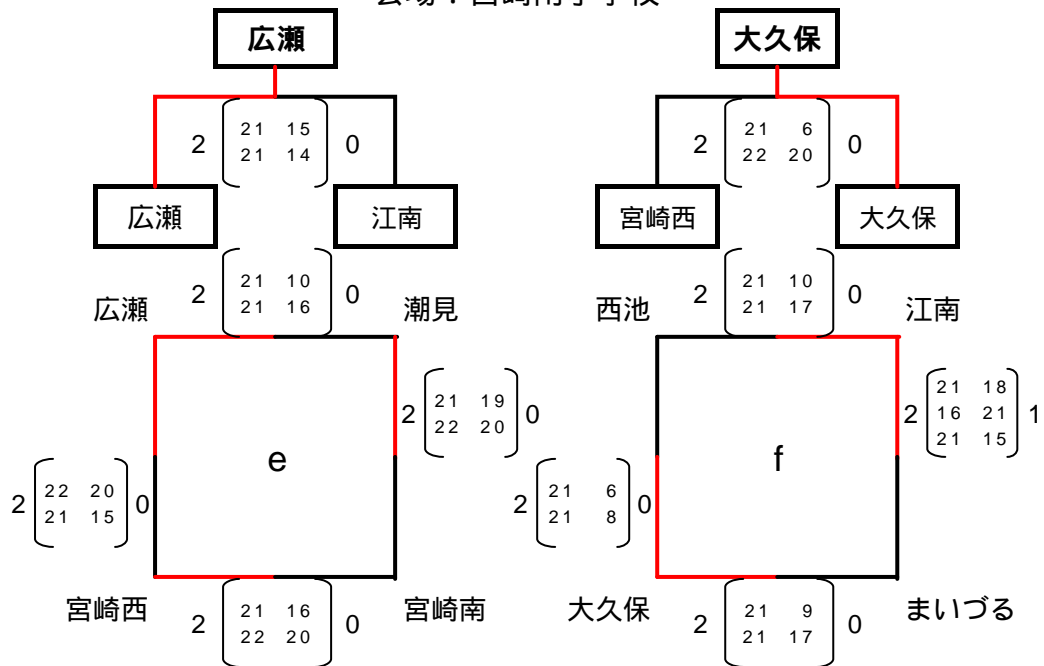 広瀬 大久保
2 21 15 0 2 21 6 0
21 14 22 20
広瀬 江南 宮崎西 大久保
広瀬 2 21 10 0 潮見 西池 2 21 10 0 江南
21 16 21 17
2 21 19 0 2 21 18 1
22 20 16 21
21 15
e f
2 22 20 0 2 21 6 0
21 15 21 8
宮崎西 2 21 16 0 宮崎南 大久保 2 21 9 0 まいづる
22 20 21 17